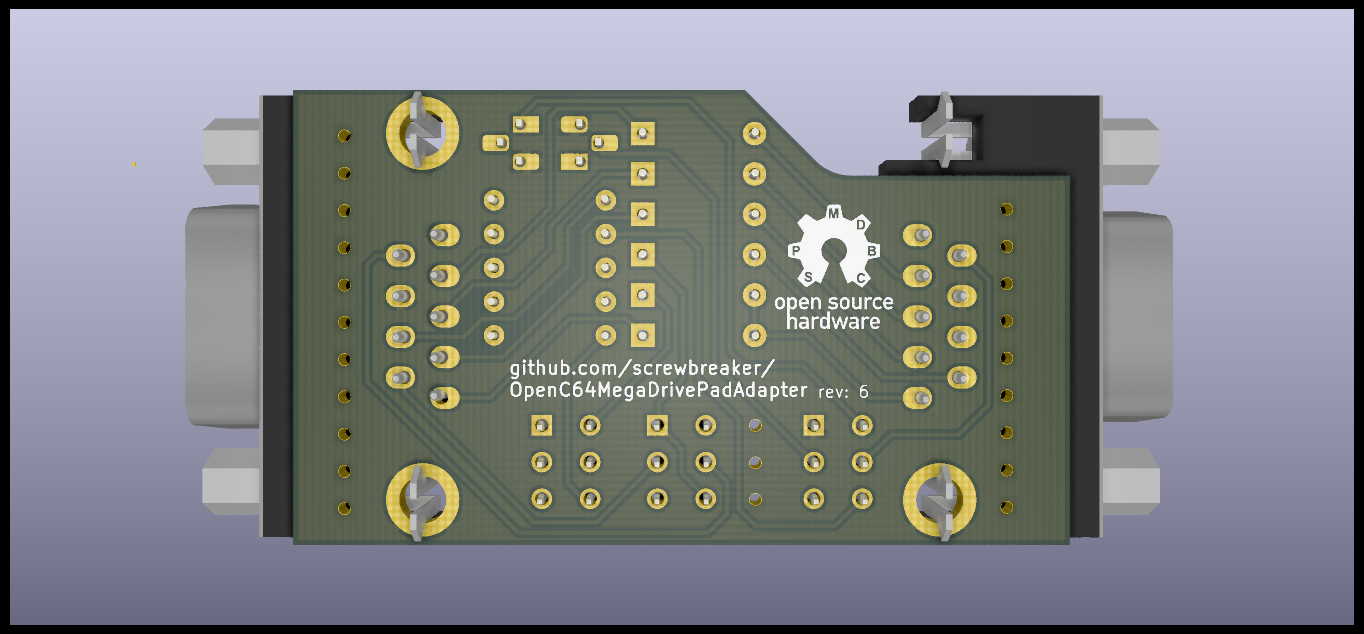 M
D
P
B
S
C
open source
hardware
github.com/screwbreaker/
OpenC64MegaDrivePadAdapter rev: 6